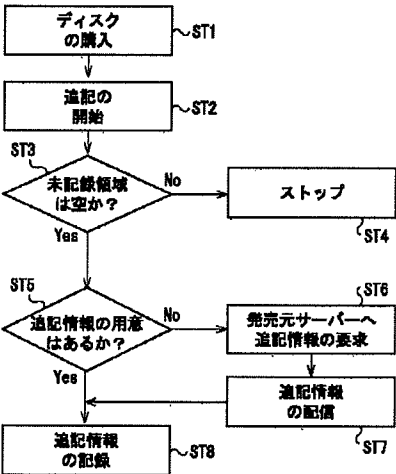 ディスク
の購入
ST1
追記の
開始
ST2
ST3
未記録領域
は空か？
No
Yes
ストップ
ST4
ST5
追記情報の用意
はあるか？
No
Yes
ST6
発売元サーバーへ
追記情報の要求
追記情報
の配信
ST7
追記情報
の記録
ST8